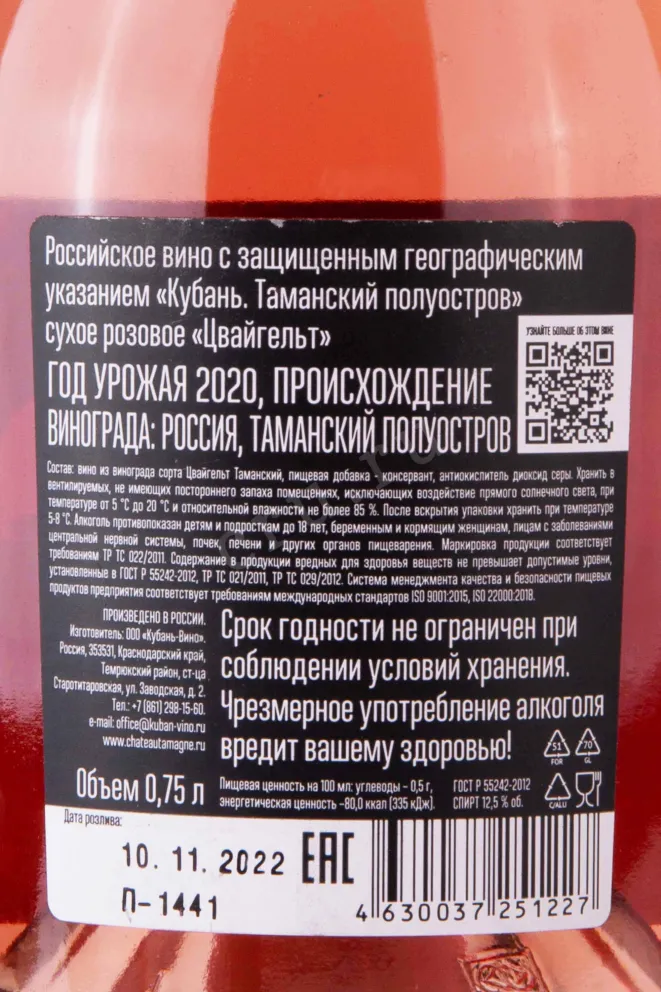 Российское вино с защищенным географическим
указанием «Кубань. Таманский полуостров»
сухое розовое «Цвайгельт»
УЗНАЙТЕ БОЛЬШЕ ОБ ЭТОМ ВИНЕ
ГОД УРОЖАЯ 2020, ПРОИСХОЖДЕНИЕ
ВИНОГРАДА: РОССИЯ, ТАМАНСКИЙ ПОЛУОСТРОВ
Состав: вино из винограда сорта Цвайгельт Таманский, пищевая добавка - консервант, антиокислитель диоксид серы. Хранить в
вентилируемых, не имеющих постороннего запаха помещениях, исключающих воздействие прямого солнечного света, при
температуре от 5 °С до 20 °С и относительной влажности не более 85 %. После вскрытия упаковки хранить при температуре
5-8 °С. Алкоголь противопоказан детям и подросткам до 18 лет, беременным и кормящим женщинам, лицам с заболеваниями
центральной нервной системы, почек, печени и других органов пищеварения. Маркировка продукции соответствует
требованиям ТР ТС 022/2011. Содержание в продукции вредных для здоровья веществ не превышает допустимые уровни,
установленные в ГОСТ Р 55242-2012, ТР ТС 021/2011, ТР ТС 029/2012. Система менеджмента качества и безопасности пищевых
продуктов предприятия соответствует требованиям международных стандартов ISO 9001:2015, ISO 22000:2018.
ПРОИЗВЕДЕНО В РОССИИ.
Изготовитель: ООО «Кубань-Вино».
Россия, 353531, Краснодарский край,
Темрюкский район, ст-ца
Старотитаровская, ул. Заводская, д. 2.
Тел.: +7 (861) 298-15-60.
e-mail: office@kuban-vino.ru
www.chateautamagne.ru
Срок годности не ограничен при
соблюдении условий хранения.
Чрезмерное употребление алкоголя
вредит вашему здоровью!
51
FOR
70
GL
C/ALU
Объем 0,75 л
Пищевая ценность на 100 мл: углеводы - 0,5 г,
энергетическая ценность -80,0 ккал (335 кДж).
ГОСТ Р 55242-2012
СПИРТ 12,5 % об.
Дата розлива:
10. 11. 2022
П-1441
EAC
4 630037 251227